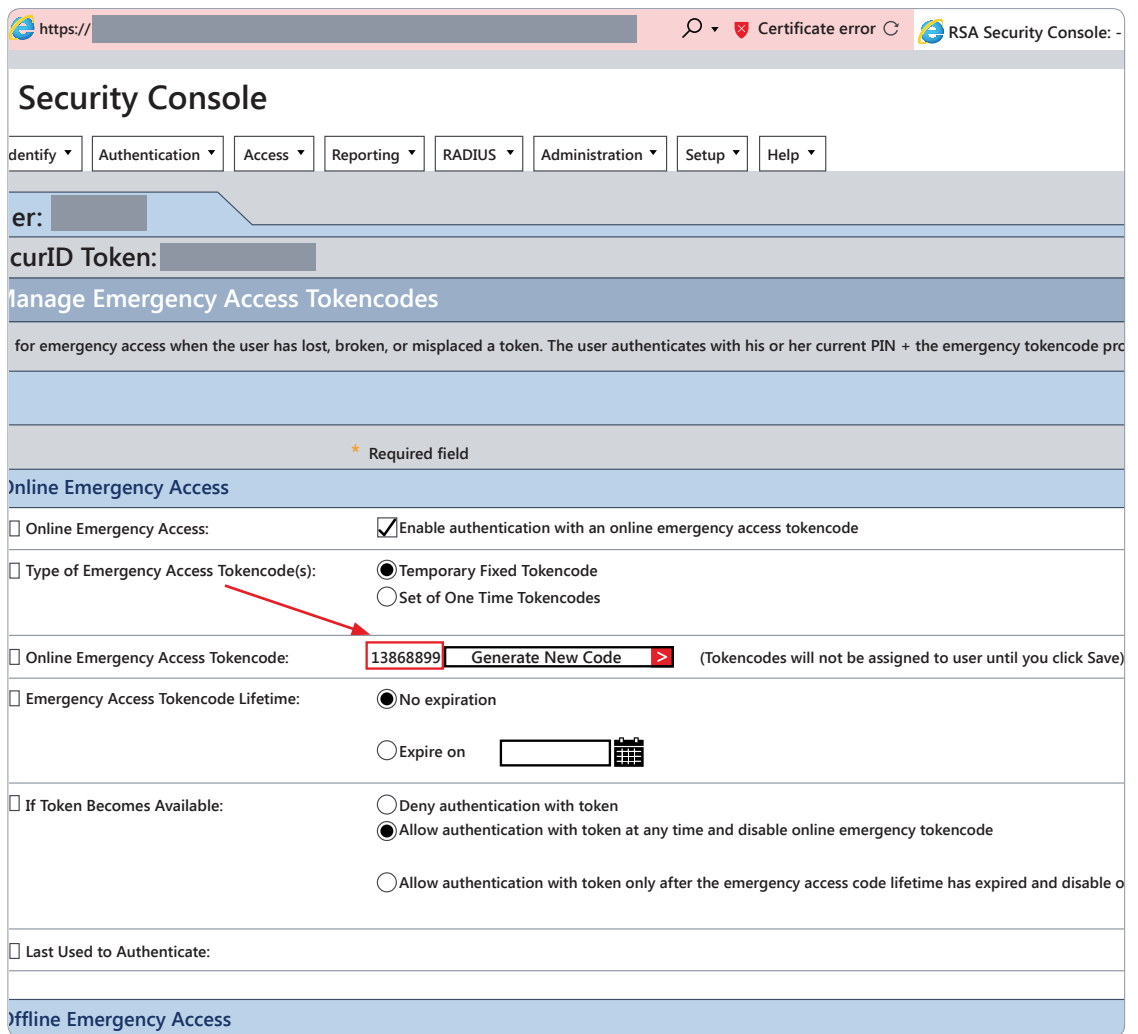 https://
Certificate error
RSA Security Console: -
Security Console
dentify
Authentication
Access
Reporting
RADIUS
Administration
Setup
Help
er:
curID Token:
Manage Emergency Access Tokencodes
for emergency access when the user has lost, broken, or misplaced a token. The user authenticates with his or her current PIN + the emergency tokencode pro
* Required field
Online Emergency Access
Online Emergency Access: Enable authentication with an online emergency access tokencode
Type of Emergency Access Tokencode(s): Temporary Fixed Tokencode
Set of One Time Tokencodes
Online Emergency Access Tokencode: 13868899 Generate New Code > (Tokencodes will not be assigned to user until you click Save)
Emergency Access Tokencode Lifetime: No expiration
Expire on
If Token Becomes Available: Deny authentication with token
Allow authentication with token at any time and disable online emergency tokencode
Allow authentication with token only after the emergency access code lifetime has expired and disable o
Last Used to Authenticate:
Offline Emergency Access